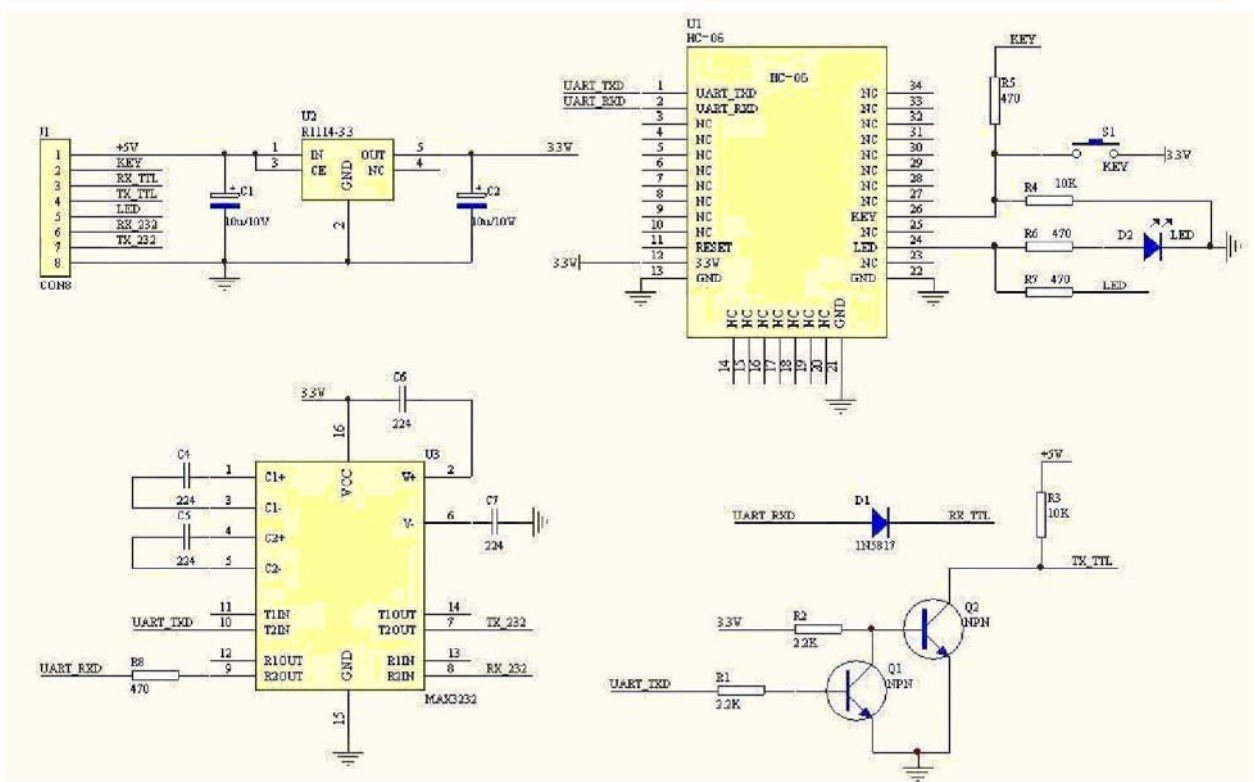 J1
1
+5V
2
KEY
3
RX_TTL
4
TX_TTL
5
LED
6
RX_232
7
TX_232
8
CON8
U2
R1114-3.3
1
IN
OUT
5
3.3V
3
CE
NC
4
GND
2
+
C1
10u/10V
+
C2
10u/10V
U1
HC-06
HC-06
UART_TXD
1
UART_TXD
UART_RXD
2
UART_RXD
3
NC
4
NC
5
NC
6
NC
7
NC
8
NC
9
NC
10
NC
11
RESET
3.3V
12
3.3V
13
GND
NC
34
NC
33
NC
32
NC
31
NC
30
NC
29
NC
28
NC
27
KEY
26
NC
25
LED
24
NC
23
GND
22
NC
NC
NC
NC
NC
NC
NC
GND
14
15
16
17
18
19
20
21
KEY
R5
470
S1
KEY
3.3V
R4
10K
R6
470
D2
LED
R7
470
LED
3.3V
C6
224
16
U3
VCC
C4
224
1
C1+
3
C1-
C5
224
4
C2+
5
C2-
V+
2
V-
6
C7
224
11
T1IN
T1OUT
14
UART_TXD
10
T2IN
T2OUT
7
TX_232
12
R1OUT
R1IN
13
UART_RXD
R8
470
9
R2OUT
R2IN
8
RX_232
GND
15
MAX3232
UART_RXD
D1
1N5817
RX_TTL
+5V
R3
10K
TX_TTL
3.3V
R2
2.2K
Q2
NPN
UART_TXD
R1
2.2K
Q1
NPN